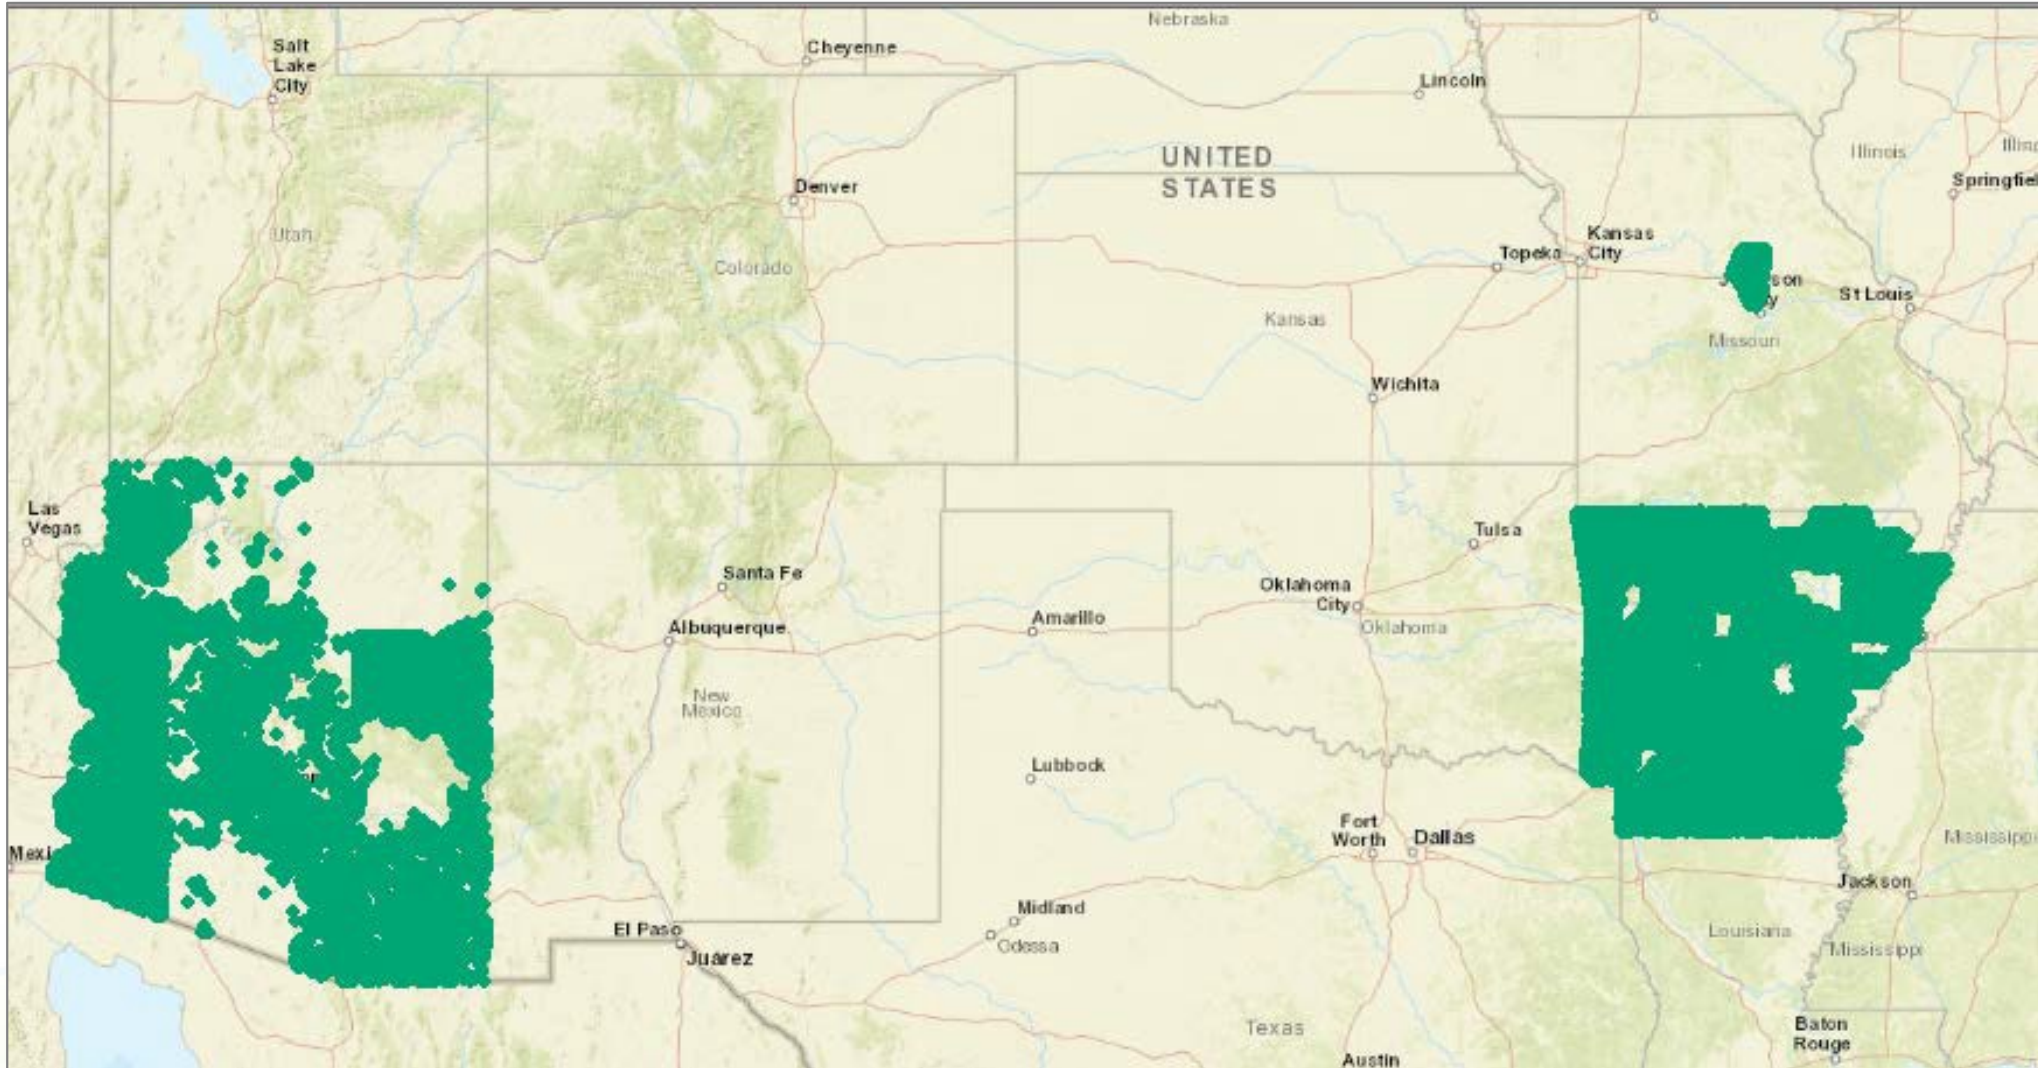 Nebraska
Salt
Lake
City
Cheyenne
Lincoln
UNITED
STATES
Illinois
Springfiel
Denver
Utah
Colorado
Topeka
Kansas
City
son
y
St Louis
Kansas
Missouri
Wichita
Las
Vegas
Tulsa
Santa Fe
Oklahoma
City
Amarillo
Albuquerque
Oklahoma
New
Mexico
Lubbock
Fort
Worth
Dallas
Mexi
Mississippi
Jackson
Midland
El Paso
Odessa
Juárez
Louisiana
Mississippi
Texas
Baton
Rouge
Austin